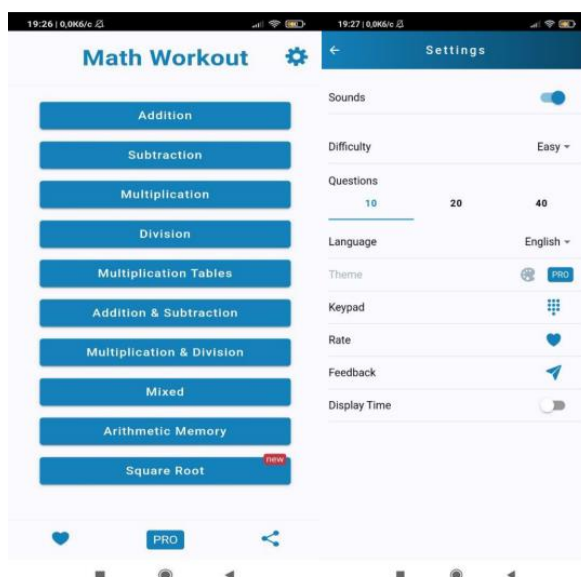 19:26 | 0,0Кб/с
Math Workout
Addition
Subtraction
Multiplication
Division
Multiplication Tables
Addition & Subtraction
Multiplication & Division
Mixed
Arithmetic Memory
new
Square Root
PRO
19:27 | 0,0Кб/с
Settings
Sounds
Difficulty Easy
Questions
10 20 40
Language English
Theme PRO
Keypad
Rate
Feedback
Display Time